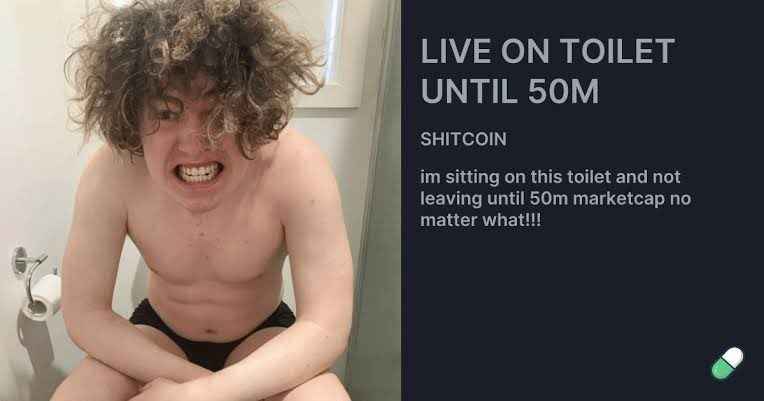 LIVE ON TOILET
UNTIL 50M
SHITCOIN
im sitting on this toilet and not
leaving until 50m marketcap no
matter what!!!